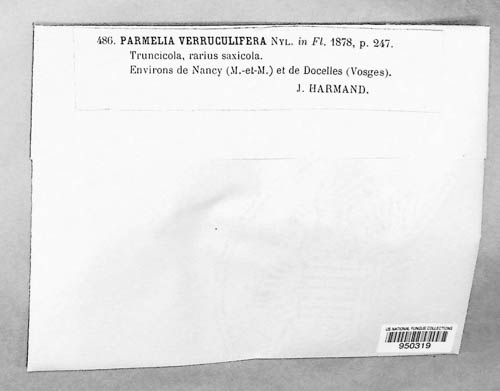 486. PARMELIA VERRUCULIFERA NYL. in Fl. 1878, p. 247.
Truncicola, rarius saxicola.
Environs de Nancy (M.-et-M.) et de Docelles (Vosges).
J. HARMAND.
US NATIONAL FUNGUS COLLECTIONS
950319